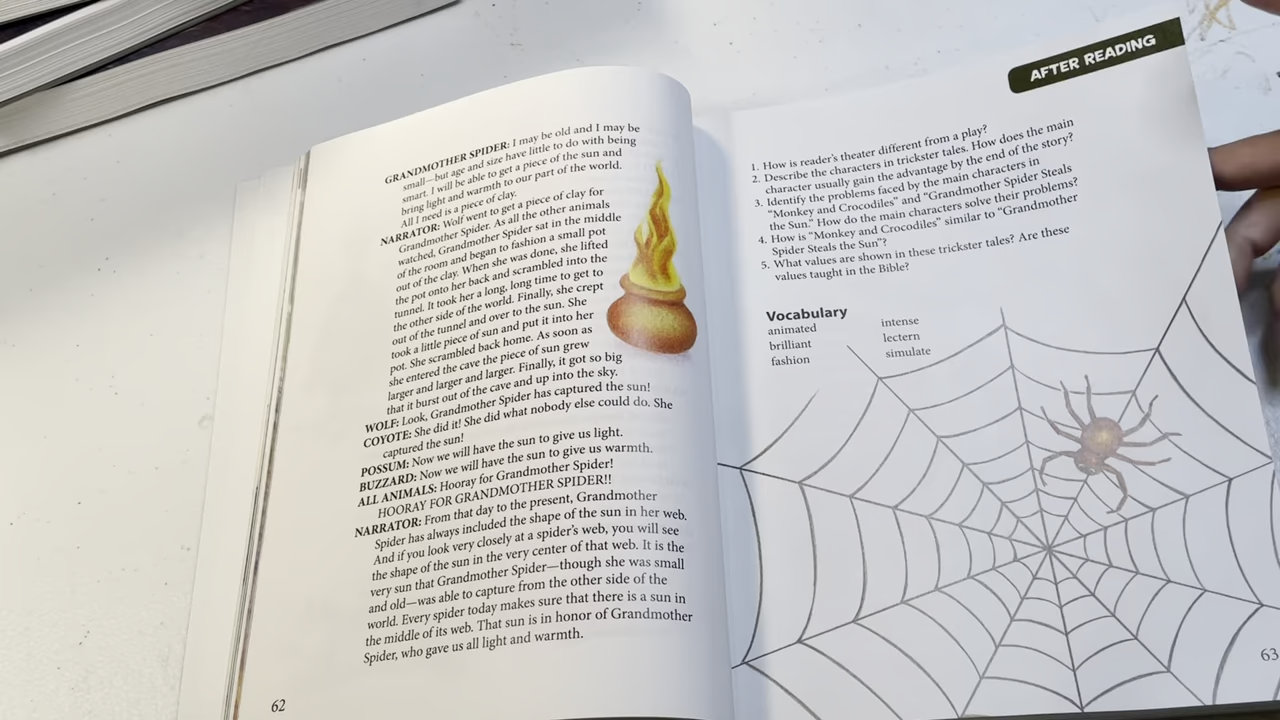 GRANDMOTHER SPIDER: I may be old and I may be
small—but age and size have little to do with being
smart. I will be able to get a piece of the sun and
bring light and warmth to our part of the world.
All I need is a piece of clay.
NARRATOR: Wolf went to get a piece of clay for
Grandmother Spider. As all the other animals
watched, Grandmother Spider sat in the middle
of the room and began to fashion a small pot
out of the clay. When she was done, she lifted
the pot onto her back and scrambled into the
tunnel. It took her a long, long time to get to
the other side of the world. Finally, she crept
out of the tunnel and over to the sun. She
took a little piece of sun and put it into her
pot. She scrambled back home. As soon as
she entered the cave the piece of sun grew
larger and larger and larger. Finally, it got so big
that it burst out of the cave and up into the sky.
WOLF: Look, Grandmother Spider has captured the sun!
COYOTE: She did it! She did what nobody else could do. She
captured the sun!
POSSUM: Now we will have the sun to give us light.
BUZZARD: Now we will have the sun to give us warmth.
ALL ANIMALS: Hooray for Grandmother Spider!
HOORAY FOR GRANDMOTHER SPIDER!!
NARRATOR: From that day to the present, Grandmother
Spider has always included the shape of the sun in her web.
And if you look very closely at a spider's web, you will see
the shape of the sun in the very center of that web. It is the
very sun that Grandmother Spider—though she was small
and old—was able to capture from the other side of the
world. Every spider today makes sure that there is a sun in
the middle of its web. That sun is in honor of Grandmother
Spider, who gave us all light and warmth.
62
AFTER READING
1. How is reader's theater different from a play?
2. Describe the characters in trickster tales. How does the main
character usually gain the advantage by the end of the story?
3. Identify the problems faced by the main characters in
"Monkey and Crocodiles" and "Grandmother Spider Steals
the Sun." How do the main characters solve their problems?
4. How is "Monkey and Crocodiles" similar to "Grandmother
Spider Steals the Sun"?
5. What values are shown in these trickster tales? Are these
values taught in the Bible?
Vocabulary
animated
brilliant
fashion
intense
lectern
simulate
63